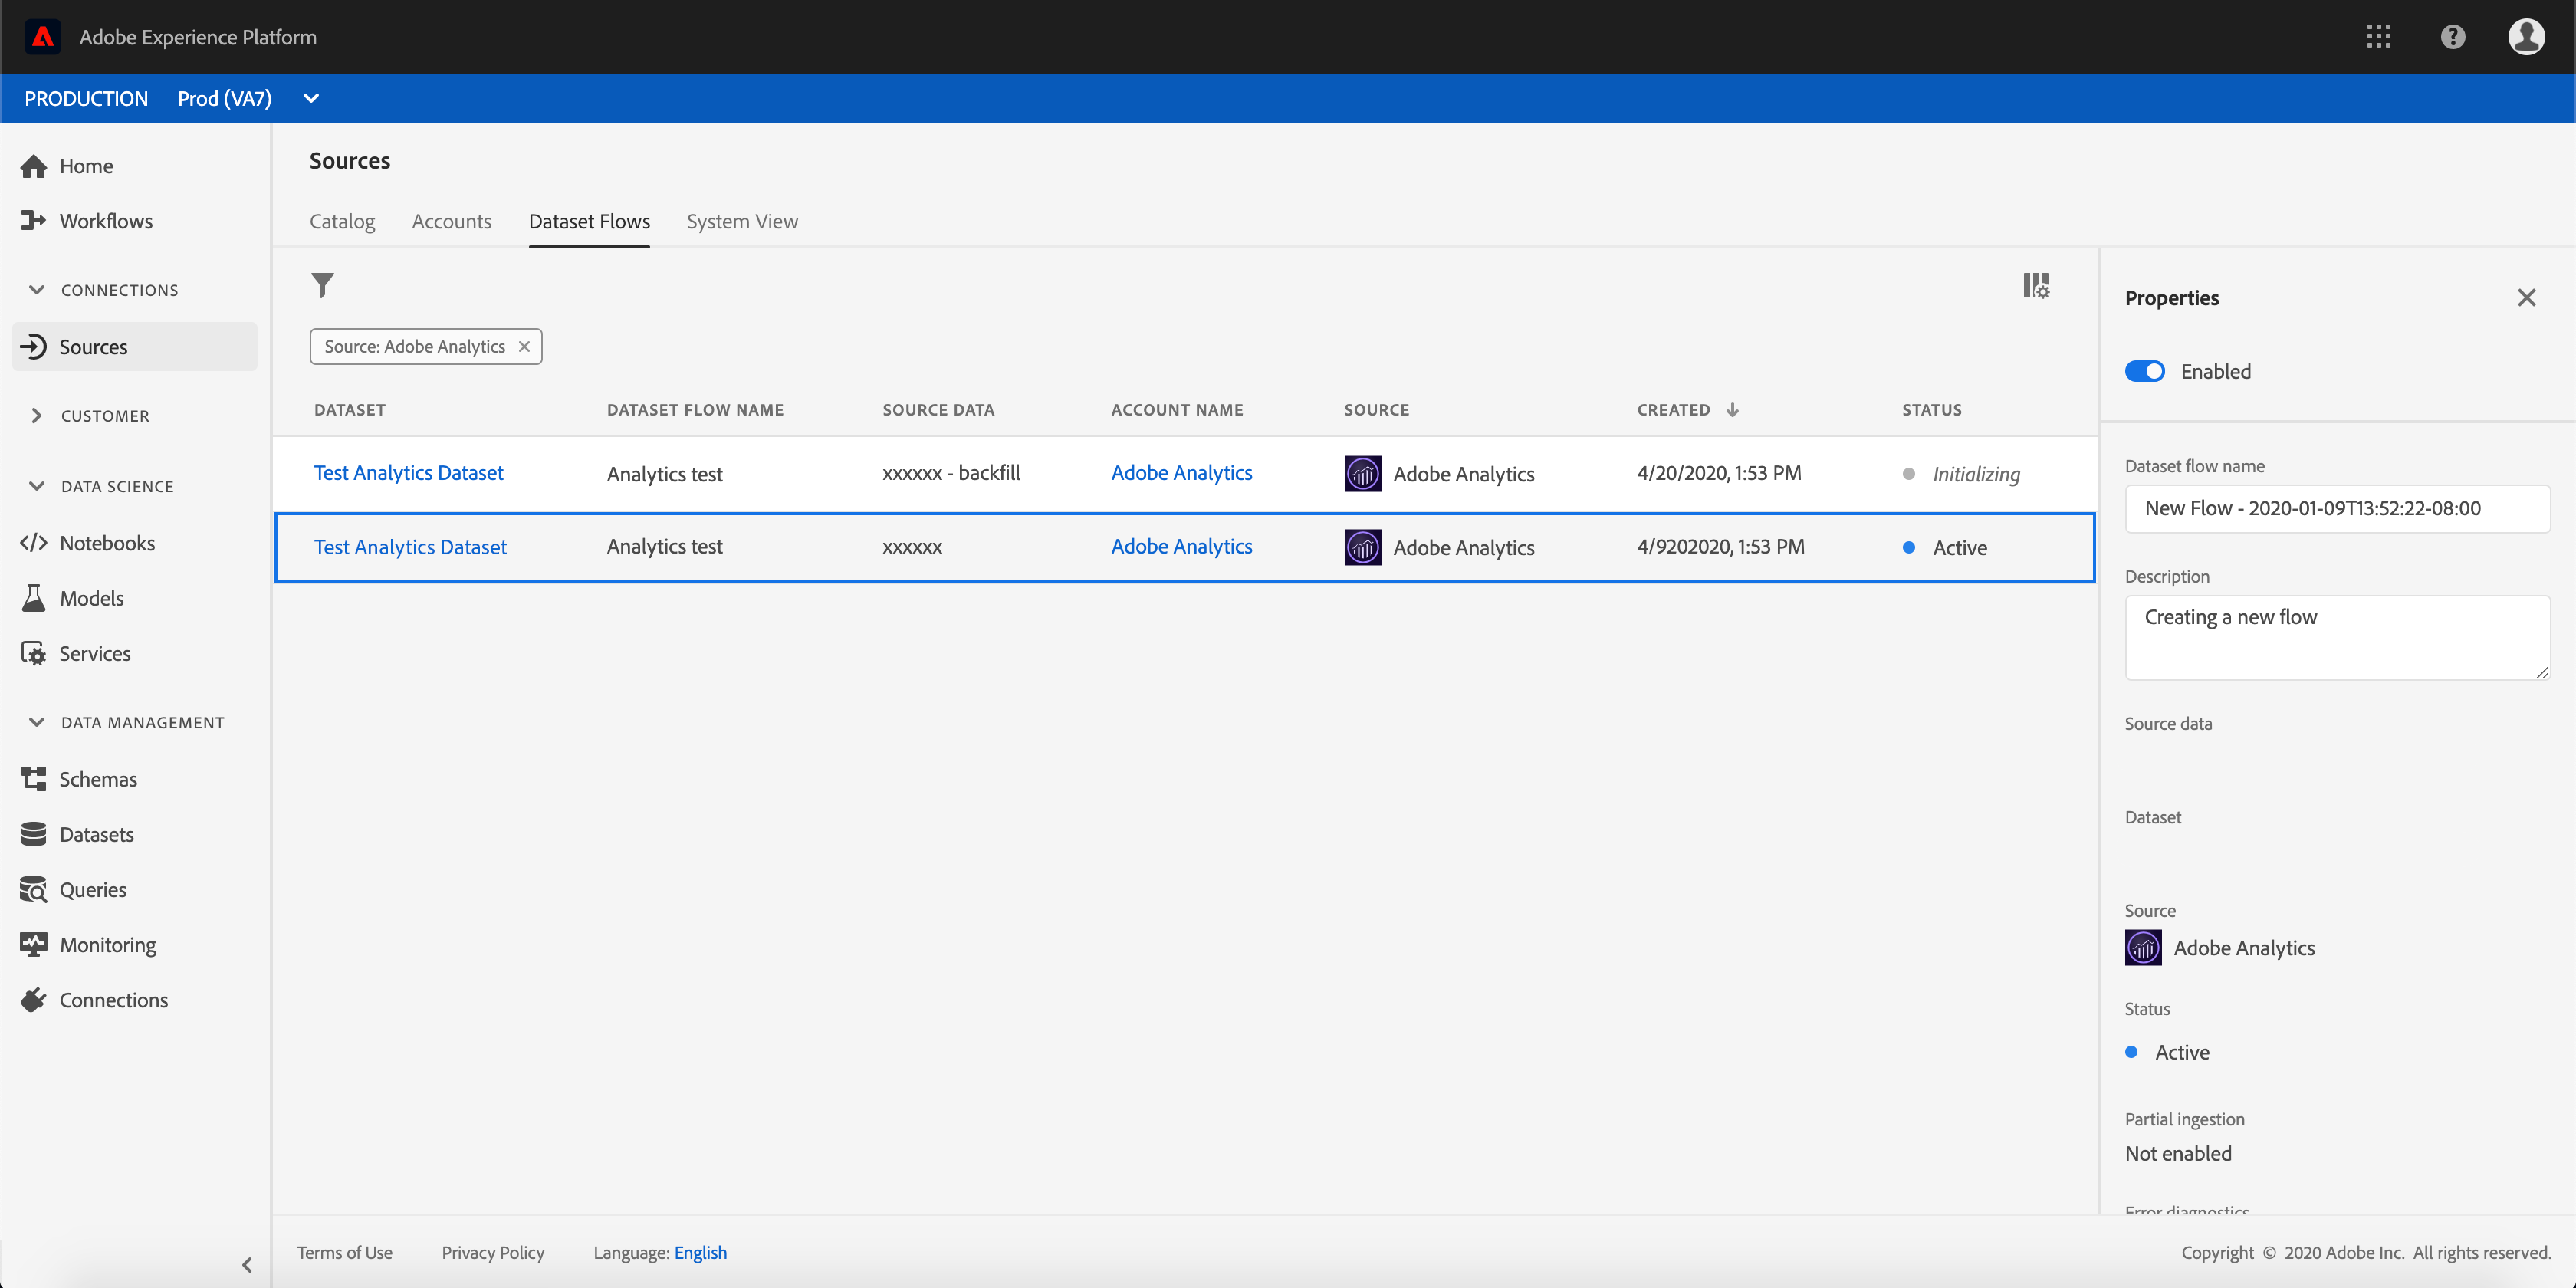 Adobe Experience Platform
PRODUCTION Prod (VA7)
Home
Workflows
CONNECTIONS
Sources
CUSTOMER
DATA SCIENCE
Notebooks
Models
Services
DATA MANAGEMENT
Schemas
Datasets
Queries
Monitoring
Connections
Sources
Catalog Accounts Dataset Flows System View
Source: Adobe Analytics
DATASET DATASET FLOW NAME SOURCE DATA ACCOUNT NAME SOURCE CREATED STATUS
Test Analytics Dataset Analytics test xxxxxx - backfill Adobe Analytics Adobe Analytics 4/20/2020, 1:53 PM Initializing
Test Analytics Dataset Analytics test xxxxxx Adobe Analytics Adobe Analytics 4/9202020, 1:53 PM Active
Properties
Enabled
Dataset flow name
New Flow - 2020-01-09T13:52:22-08:00
Description
Creating a new flow
Source data
Dataset
Source
Adobe Analytics
Status
Active
Partial ingestion
Not enabled
Error diagnostics
Terms of Use Privacy Policy Language: English
Copyright © 2020 Adobe Inc. All rights reserved.